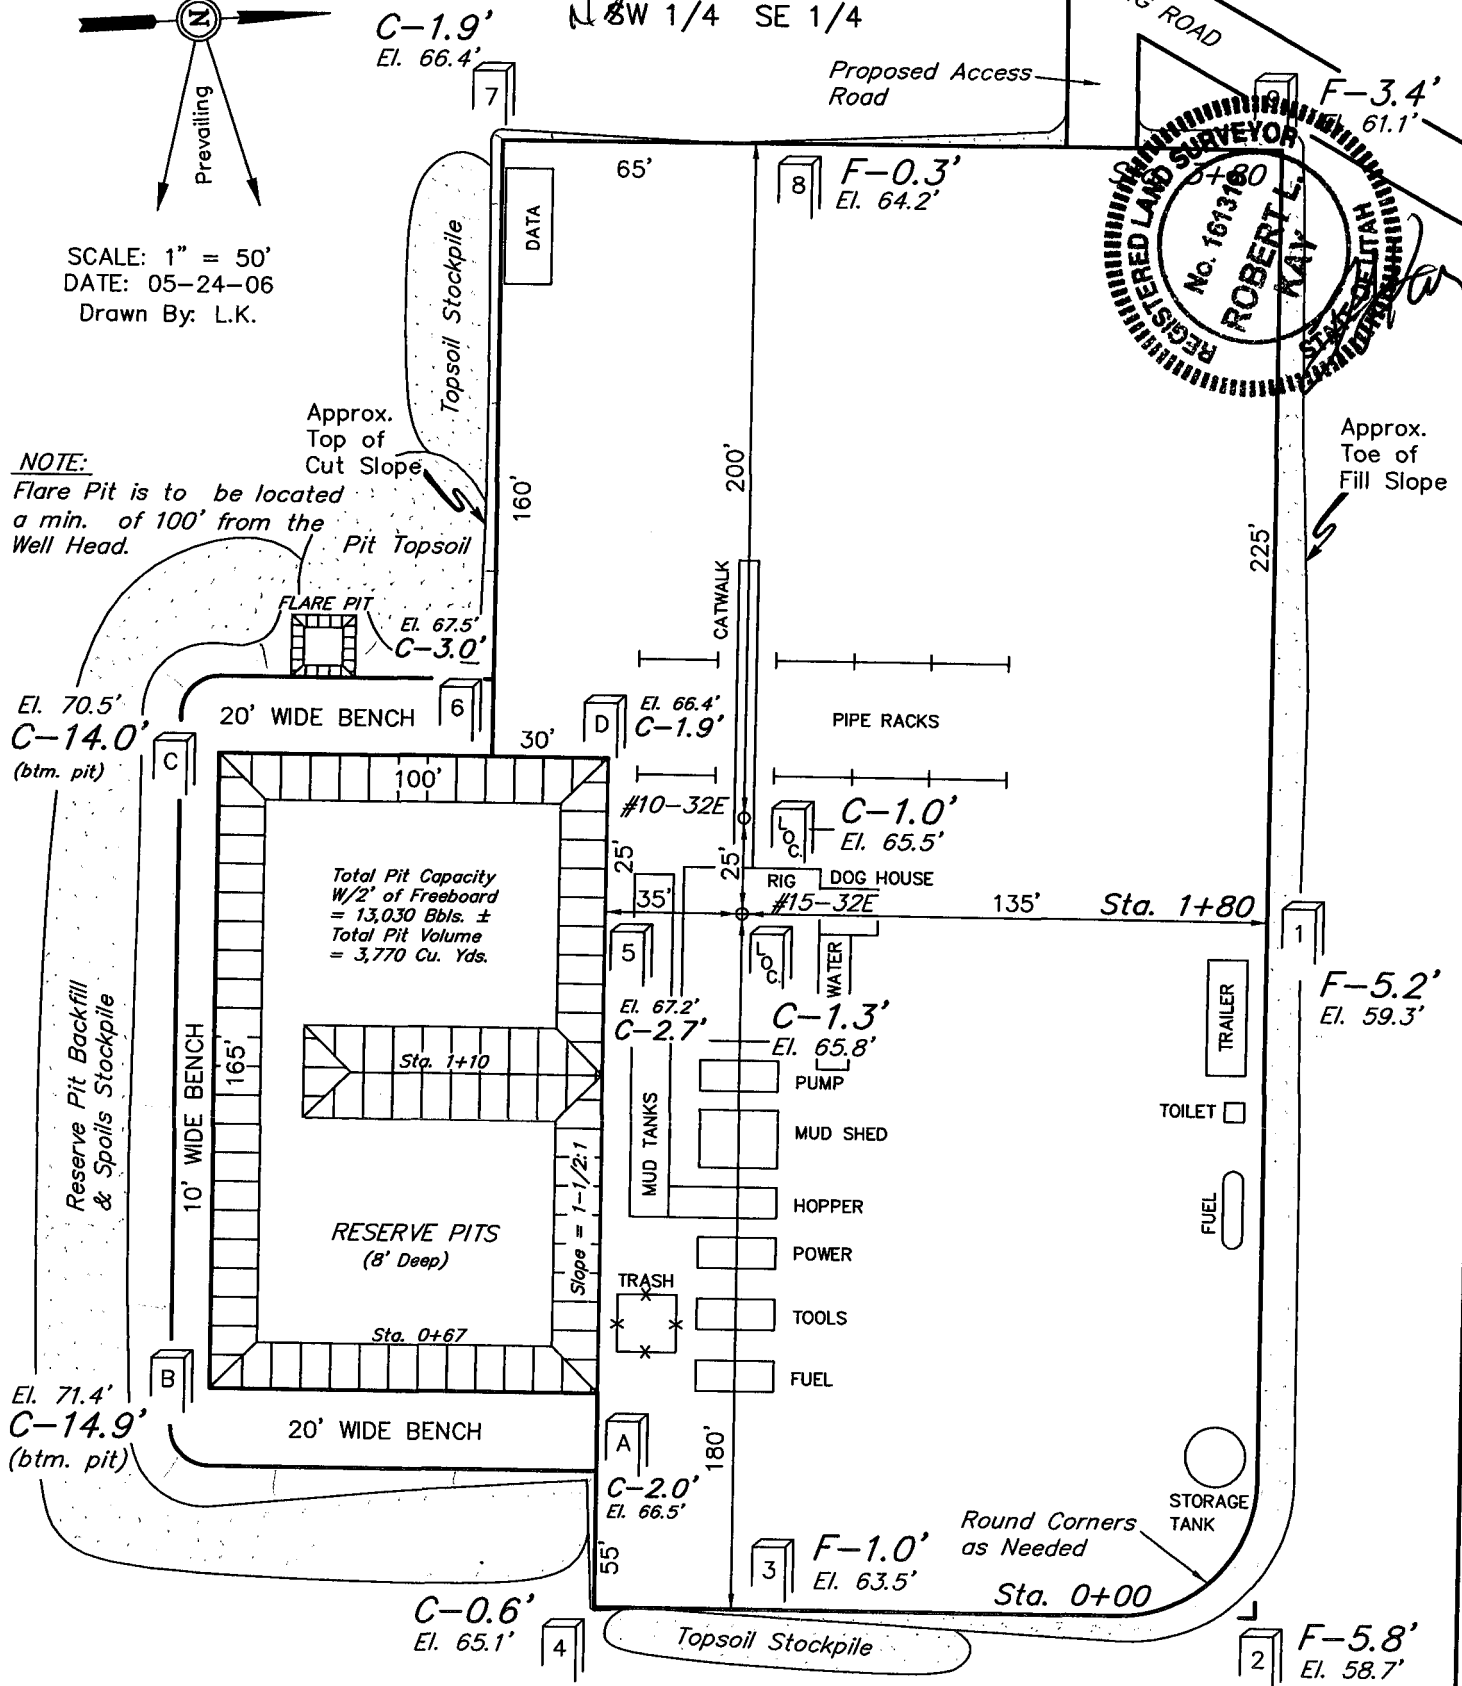 N
Prevailing
SCALE: 1" = 50'
DATE: 05-24-06
Drawn By: L.K.
C-1.9'
El. 66.4'
7
SW 1/4 SE 1/4
ROAD
Proposed Access
Road
9
F-3.4'
El. 61.1'
REGISTERED LAND SURVEYOR
No. 161319
ROBERT L.
KAY
STATE OF UTAH
65'
8
F-0.3'
El. 64.2'
DATA
Topsoil Stockpile
Approx.
Top of
Cut Slope
160'
200'
225'
Approx.
Toe of
Fill Slope
NOTE:
Flare Pit is to be located
a min. of 100' from the
Well Head.
Pit Topsoil
FLARE PIT
El. 67.5'
C-3.0'
6
CATWALK
El. 70.5'
C-14.0'
(btm. pit)
C
20' WIDE BENCH
30'
D
El. 66.4'
C-1.9'
PIPE RACKS
100'
#10-32E
LOC.
C-1.0'
El. 65.5'
Total Pit Capacity
W/2' of Freeboard
= 13,030 Bbls. ±
Total Pit Volume
= 3,770 Cu. Yds.
25'
25'
RIG
DOG HOUSE
35'
#15-32E
135'
Sta. 1+80
1
5
LOC.
WATER
F-5.2'
El. 59.3'
El. 67.2'
C-2.7'
C-1.3'
El. 65.8'
TRAILER
Reserve Pit Backfill
& Spoils Stockpile
10' WIDE BENCH
165'
Sta. 1+10
MUD TANKS
PUMP
TOILET
MUD SHED
Slope = 1-1/2:1
HOPPER
FUEL
RESERVE PITS
(8' Deep)
POWER
TRASH
TOOLS
Sta. 0+67
FUEL
B
El. 71.4'
C-14.9'
(btm. pit)
20' WIDE BENCH
A
C-2.0'
El. 66.5'
180'
STORAGE
TANK
Round Corners
as Needed
55'
3
F-1.0'
El. 63.5'
Sta. 0+00
C-0.6'
El. 65.1'
4
Topsoil Stockpile
2
F-5.8'
El. 58.7'